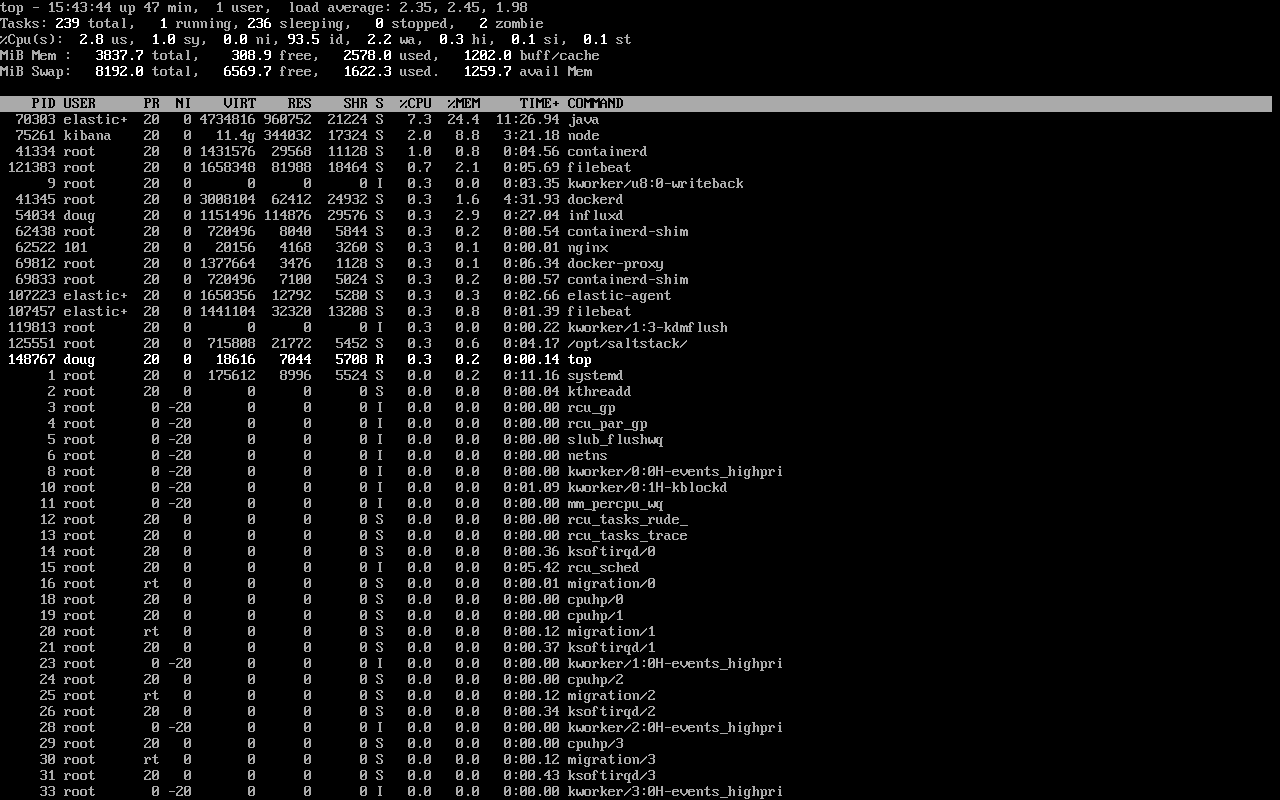 top - 15:43:44 up 47 min,  1 user,  load average: 2.35, 2.45, 1.98
Tasks: 239 total,   1 running, 236 sleeping,   0 stopped,   2 zombie
%Cpu(s):  2.8 us,  1.0 sy,  0.0 ni, 93.5 id,  2.2 wa,  0.3 hi,  0.1 si,  0.1 st
MiB Mem :   3837.7 total,    308.9 free,   2578.0 used,   1202.0 buff/cache
MiB Swap:   8192.0 total,   6569.7 free,   1622.3 used.   1259.7 avail Mem
PID USER      PR  NI    VIRT    RES    SHR S  %CPU  %MEM     TIME+ COMMAND
70303 elastic+  20   0 4734816 960752  21224 S   7.3  24.4  11:26.94 java
75261 kibana    20   0   11.4g 344032  17324 S   2.0   8.8   3:21.18 node
41334 root      20   0 1431576  29568  11128 S   1.0   0.8   0:04.56 containerd
121383 root      20   0 1658348  81988  18464 S   0.7   2.1   0:05.69 filebeat
9 root      20   0       0      0      0 I   0.3   0.0   0:03.35 kworker/u8:0-writeback
41345 root      20   0 3008104  62412  24932 S   0.3   1.6   4:31.93 dockerd
54034 doug      20   0 1151496 114876  29576 S   0.3   2.9   0:27.04 influxd
62438 root      20   0  720496   8040   5844 S   0.3   0.2   0:00.54 containerd-shim
62522 101       20   0   20156   4168   3260 S   0.3   0.1   0:00.01 nginx
69812 root      20   0 1377664   3476   1128 S   0.3   0.1   0:06.34 docker-proxy
69833 root      20   0  720496   7100   5024 S   0.3   0.2   0:00.57 containerd-shim
107223 elastic+  20   0 1650356  12792   5280 S   0.3   0.3   0:02.66 elastic-agent
107457 elastic+  20   0 1441104  32320  13208 S   0.3   0.8   0:01.39 filebeat
119813 root      20   0       0      0      0 I   0.3   0.0   0:00.22 kworker/1:3-kdmflush
125551 root      20   0  715808  21772   5452 S   0.3   0.6   0:04.17 /opt/saltstack/
148767 doug      20   0   18616   7044   5708 R   0.3   0.2   0:00.14 top
1 root      20   0  175612   8996   5524 S   0.0   0.2   0:11.16 systemd
2 root      20   0       0      0      0 S   0.0   0.0   0:00.04 kthreadd
3 root       0 -20       0      0      0 I   0.0   0.0   0:00.00 rcu_gp
4 root       0 -20       0      0      0 I   0.0   0.0   0:00.00 rcu_par_gp
5 root       0 -20       0      0      0 I   0.0   0.0   0:00.00 slub_flushwq
6 root       0 -20       0      0      0 I   0.0   0.0   0:00.00 netns
8 root       0 -20       0      0      0 I   0.0   0.0   0:00.00 kworker/0:0H-events_highpri
10 root       0 -20       0      0      0 I   0.0   0.0   0:01.09 kworker/0:1H-kblockd
11 root       0 -20       0      0      0 I   0.0   0.0   0:00.00 mm_percpu_wq
12 root      20   0       0      0      0 S   0.0   0.0   0:00.00 rcu_tasks_rude_
13 root      20   0       0      0      0 S   0.0   0.0   0:00.00 rcu_tasks_trace
14 root      20   0       0      0      0 S   0.0   0.0   0:00.36 ksoftirqd/0
15 root      20   0       0      0      0 I   0.0   0.0   0:05.42 rcu_sched
16 root      rt   0       0      0      0 S   0.0   0.0   0:00.01 migration/0
18 root      20   0       0      0      0 S   0.0   0.0   0:00.00 cpuhp/0
19 root      20   0       0      0      0 S   0.0   0.0   0:00.00 cpuhp/1
20 root      rt   0       0      0      0 S   0.0   0.0   0:00.12 migration/1
21 root      20   0       0      0      0 S   0.0   0.0   0:00.37 ksoftirqd/1
23 root       0 -20       0      0      0 I   0.0   0.0   0:00.00 kworker/1:0H-events_highpri
24 root      20   0       0      0      0 S   0.0   0.0   0:00.00 cpuhp/2
25 root      rt   0       0      0      0 S   0.0   0.0   0:00.12 migration/2
26 root      20   0       0      0      0 S   0.0   0.0   0:00.34 ksoftirqd/2
28 root       0 -20       0      0      0 I   0.0   0.0   0:00.00 kworker/2:0H-events_highpri
29 root      20   0       0      0      0 S   0.0   0.0   0:00.00 cpuhp/3
30 root      rt   0       0      0      0 S   0.0   0.0   0:00.12 migration/3
31 root      20   0       0      0      0 S   0.0   0.0   0:00.43 ksoftirqd/3
33 root       0 -20       0      0      0 I   0.0   0.0   0:00.00 kworker/3:0H-events_highpri